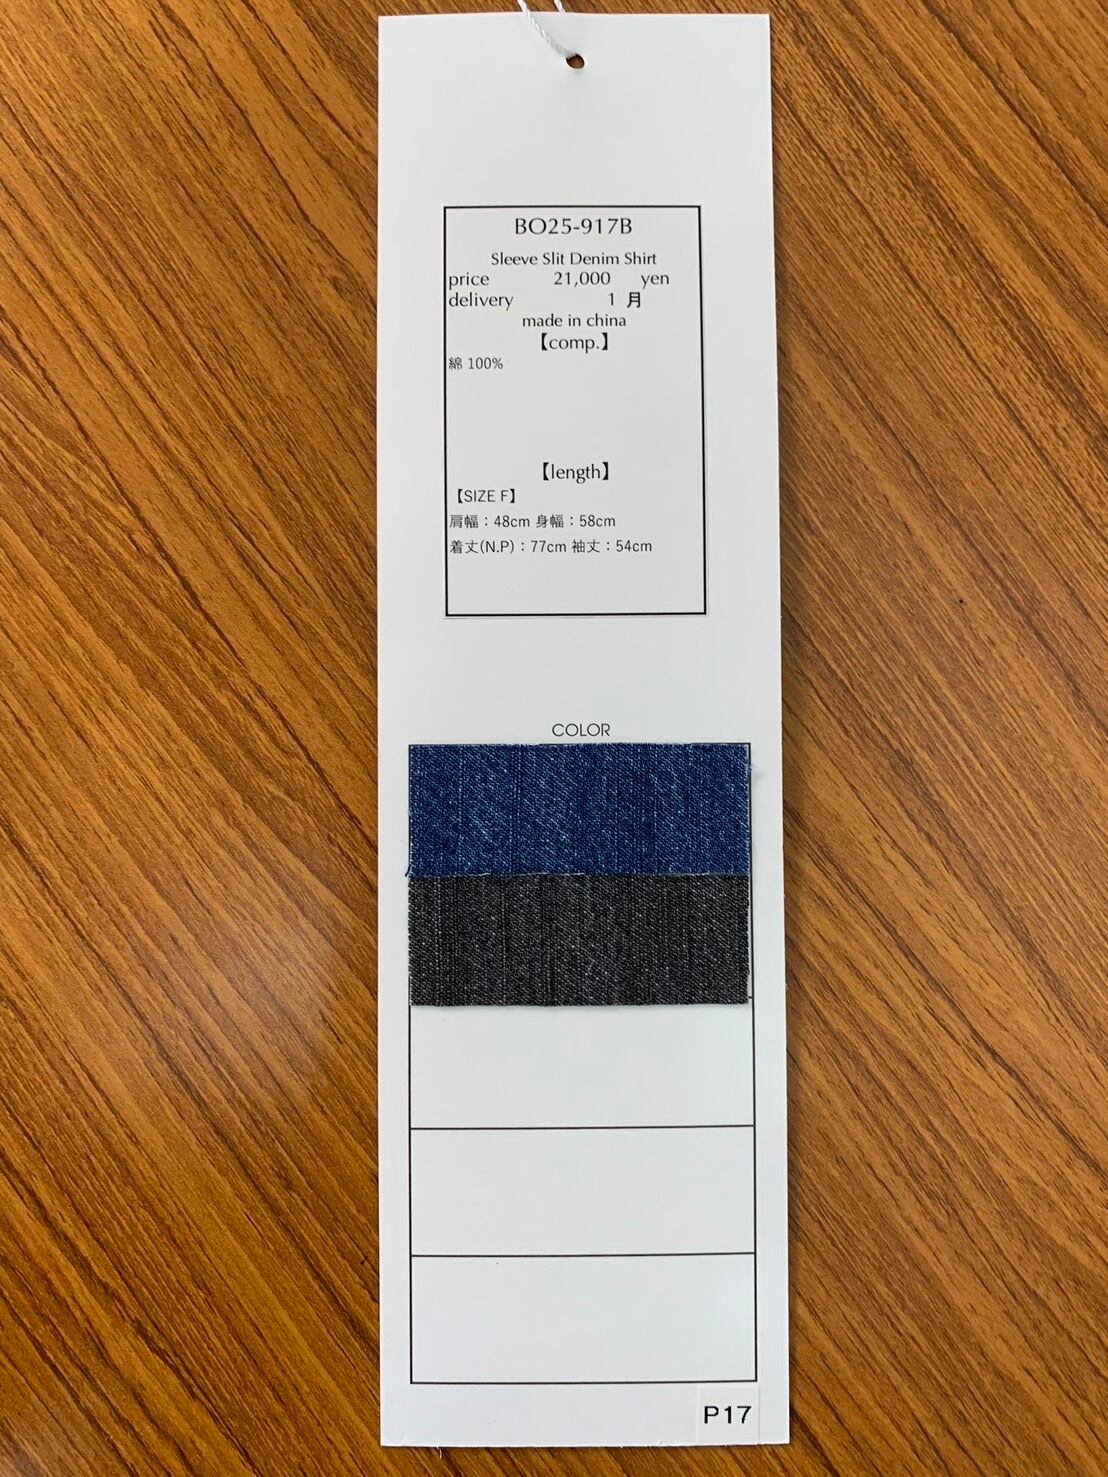 BO25-917B
Sleeve Slit Denim Shirt
price 21,000 yen
delivery 1 月
made in china
【comp.】
綿 100%
【length】
【SIZE F】
肩幅：48cm 身幅：58cm
着丈(N.P)：77cm 袖丈：54cm
COLOR
P17